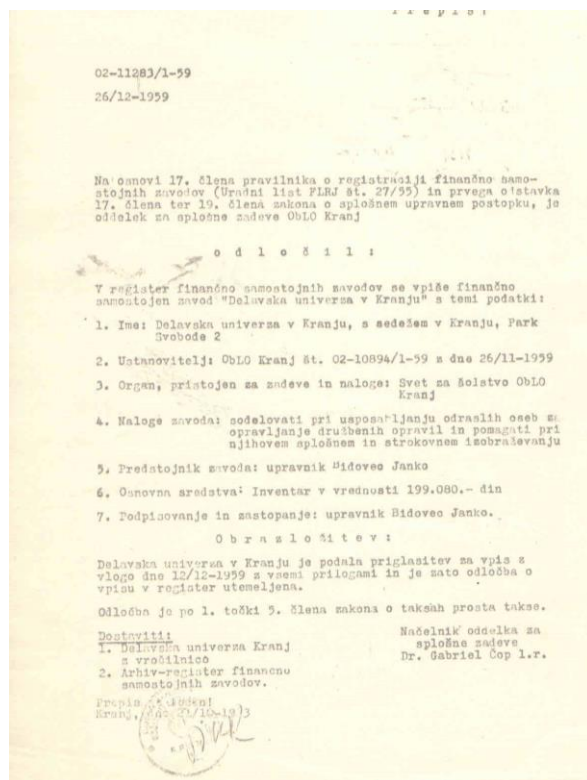 P r e p i s !
02-11283/1-59
26/12-1959
Na osnovi 17. člena pravilnika o registraciji finančno samo-
stojnih zavodov (Uradni list FLRJ št. 27/55) in prvega odstavka
17. člena ter 19. člena zakona o splošnem upravnem postopku, je
oddelek za splošne zadeve ObLO Kranj
o d l o č i l :
V register finančno samostojnih zavodov se vpiše finančno
samostojen zavod "Delavska univerza v Kranju" s temi podatki:
1. Ime: Delavska univerza v Kranju, s sedežem v Kranju, Park
Svobode 2
2. Ustanovitelj: ObLO Kranj št. 02-10894/1-59 z dne 26/11-1959
3. Organ, pristojen za zadeve in naloge: Svet za šolstvo ObLO
Kranj
4. Naloge zavoda: sodelovati pri usposabljanju odraslih oseb za
opravljanje družbenih opravil in pomagati pri
njihovem splošnem in strokovnem izobraževanju
5. Predstojnik zavoda: upravnik Bidovec Janko
6. Osnovna sredstva: Inventar v vrednosti 199.080.- din
7. Podpisovanje in zastopanje: upravnik Bidovec Janko.
O b r a z l o ž i t e v :
Delavska univerza v Kranju je podala priglasitev za vpis z
vlogo dne 12/12-1959 z vsemi prilogami in je zato odločba o
vpisu v register utemeljena.
Odločba je po 1. točki 5. člena zakona o taksah prosta takse.
Dostaviti:
1. Delavska univerza Kranj
z vročilnico
2. Arhiv-register finančno
samostojnih zavodov.
Načelnik oddelka za
splošne zadeve
Dr. Gabriel Čop l.r.
Prepis
Kranj, dne